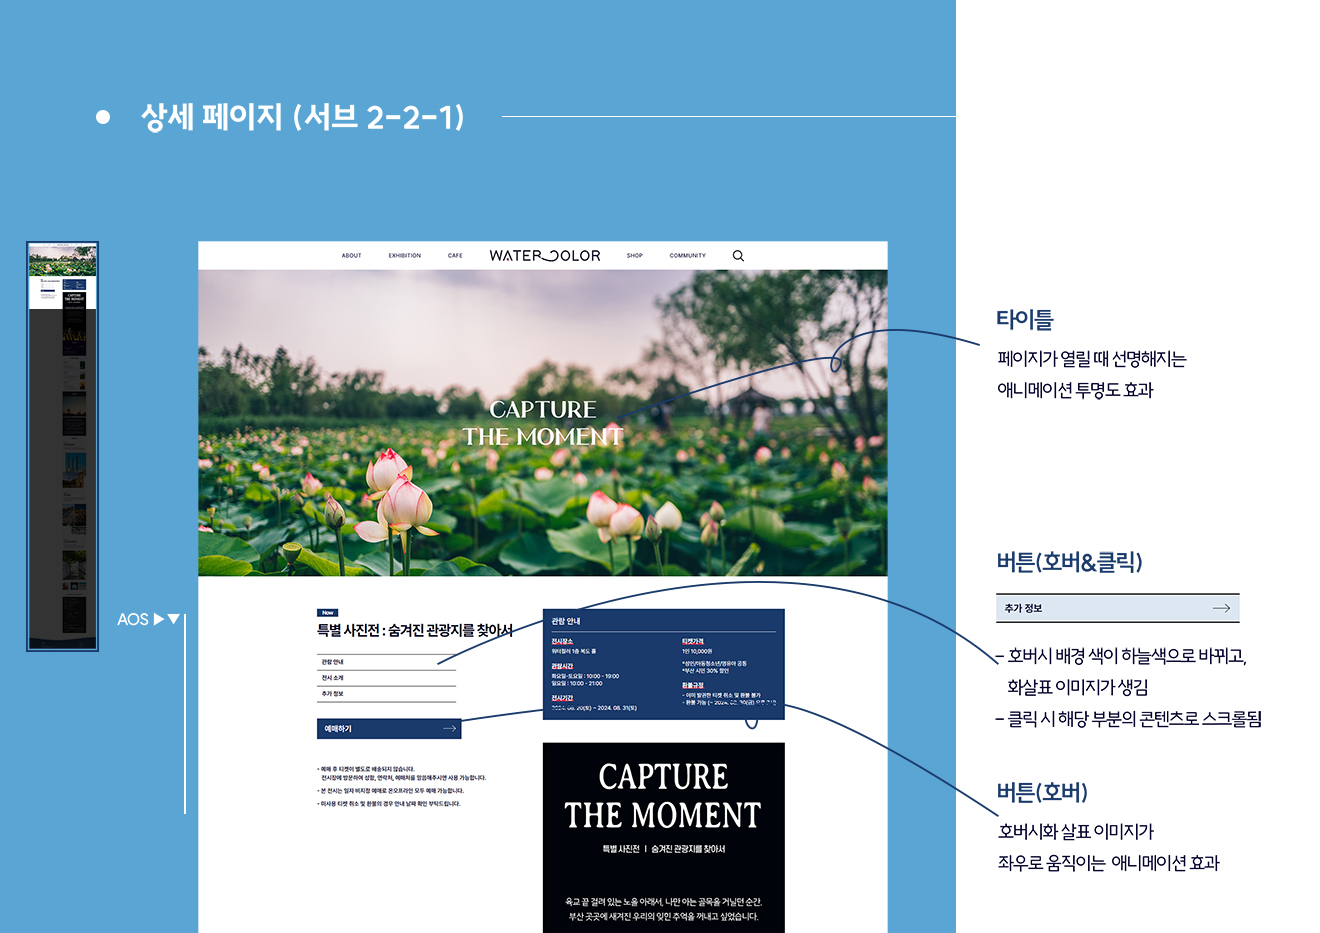 상세 페이지 (서브 2-2-1)
ABOUT EXHIBITION CAFE WATERCOLOR SHOP COMMUNITY
CAPTURE
THE MOMENT
타이틀
페이지가 열릴 때 선명해지는
애니메이션 투명도 효과
버튼(호버&클릭)
추가 정보
- 호버시 배경 색이 하늘색으로 바뀌고,
화살표 이미지가 생김
- 클릭 시 해당 부분의 콘텐츠로 스크롤됨
버튼(호버)
호버시화 살표 이미지가
좌우로 움직이는 애니메이션 효과
AOS ▶▼
Now
특별 사진전 : 숨겨진 관광지를 찾아서
관람 안내
전시 소개
추가 정보
예매하기
- 예매 후 티켓이 별도로 배송되지 않습니다.
전시장에 방문하여 성함, 연락처, 예매처를 말씀해주시면 사용 가능합니다.
- 본 전시는 일자 비지정 예매로 온오프라인 모두 예매 가능합니다.
- 미사용 티켓 취소 및 환불의 경우 안내 날짜 확인 부탁드립니다.
관람 안내
전시장소
워터컬러 1층 복도 홀
관람시간
화요일-토요일 : 10:00 - 19:00
일요일 : 10:00 - 21:00
전시기간
2024. 08. 20(토) ~ 2024. 08. 31(토)
티켓가격
1인 10,000원
*성인/아동청소년/영유아 공통
*부산 시민 30% 할인
환불규정
- 이미 발권한 티켓 취소 및 환불 불가
- 환불 가능 (~ 2024. 08. 30(금)
CAPTURE
THE MOMENT
특별 사진전 | 숨겨진 관광지를 찾아서
육교 끝 걸려 있는 노을 아래서, 나만 아는 골목을 거닐던 순간.
부산 곳곳에 새겨진 우리의 잊힌 추억을 꺼내고 싶었습니다.